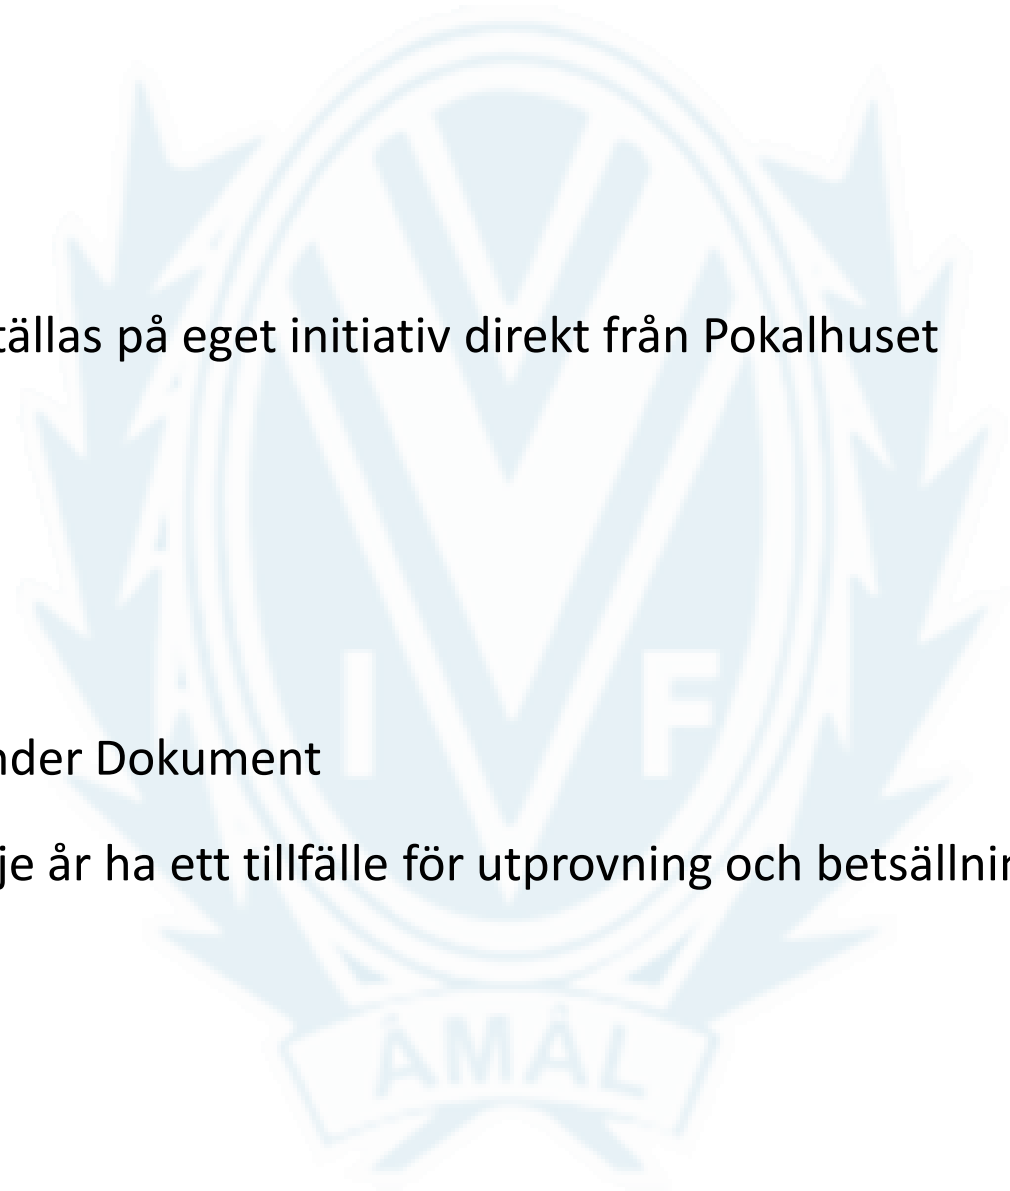 tällas på eget initiativ direkt från Pokalhuset
I F
nder Dokument
je år ha ett tillfälle för utprovning och betsällnin
ÅMÅL